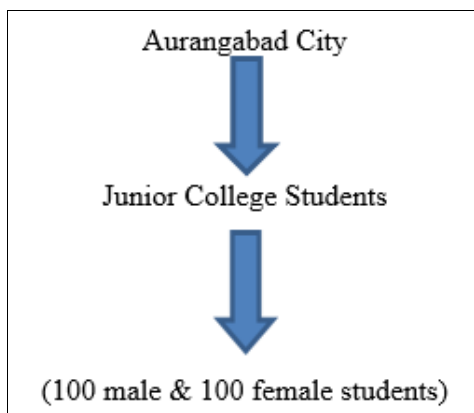 Aurangabad City
Junior College Students
(100 male & 100 female students)